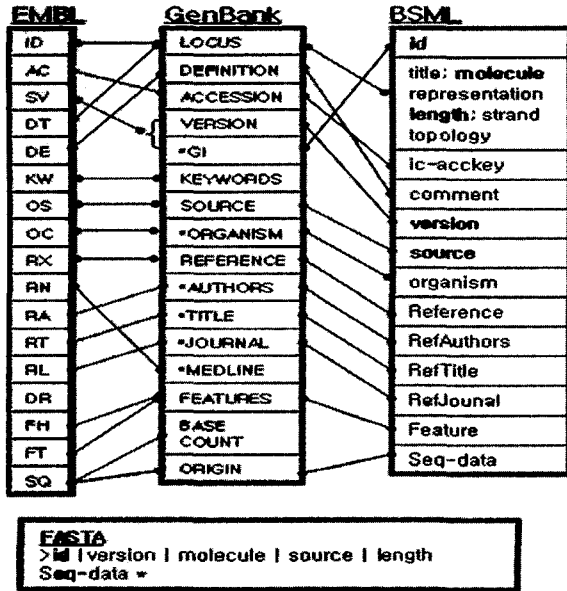 EMBL
ID
AC
SV
DT
DE
KW
OS
OC
RX
RN
RA
RT
RL
DR
FH
FT
SQ
GenBank
LOCUS
DEFINITION
ACCESSION
VERSION
*GI
KEYWORDS
SOURCE
*ORGANISM
REFERENCE
*AUTHORS
*TITLE
*JOURNAL
*MEDLINE
FEATURES
BASE
COUNT
ORIGIN
BSML
id
title; molecule
representation
length; strand
topology
ic-acckey
comment
version
source
organism
Reference
RefAuthors
RefTitle
RefJounal
Feature
Seq-data
FASTA
>id | version | molecule | source | length
Seq-data *